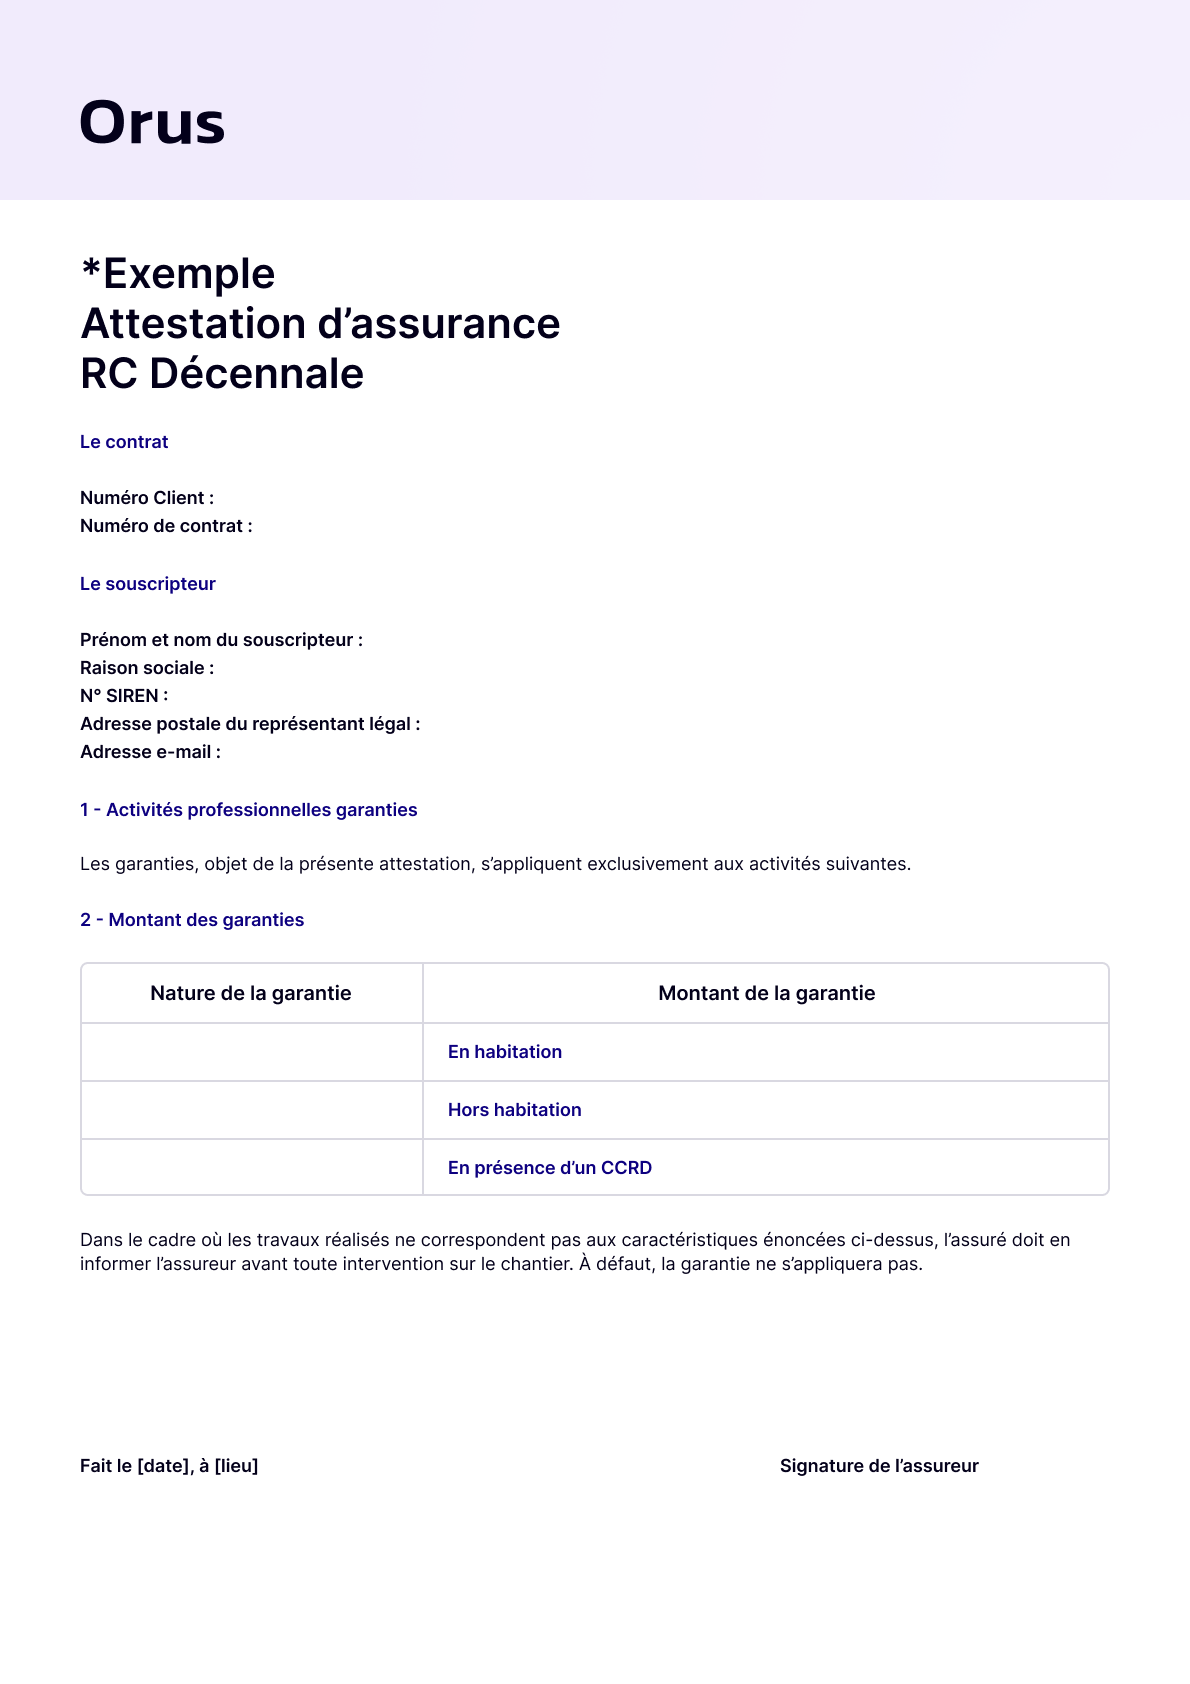 Orus
*Exemple
Attestation d’assurance
RC Décennale
Le contrat
Numéro Client :
Numéro de contrat :
Le souscripteur
Prénom et nom du souscripteur :
Raison sociale :
N° SIREN :
Adresse postale du représentant légal :
Adresse e-mail :
1 - Activités professionnelles garanties
Les garanties, objet de la présente attestation, s’appliquent exclusivement aux activités suivantes.
2 - Montant des garanties
Nature de la garantie
Montant de la garantie
En habitation
Hors habitation
En présence d’un CCRD
Dans le cadre où les travaux réalisés ne correspondent pas aux caractéristiques énoncées ci-dessus, l’assuré doit en
informer l’assureur avant toute intervention sur le chantier. À défaut, la garantie ne s’appliquera pas.
Fait le [date], à [lieu]
Signature de l’assureur